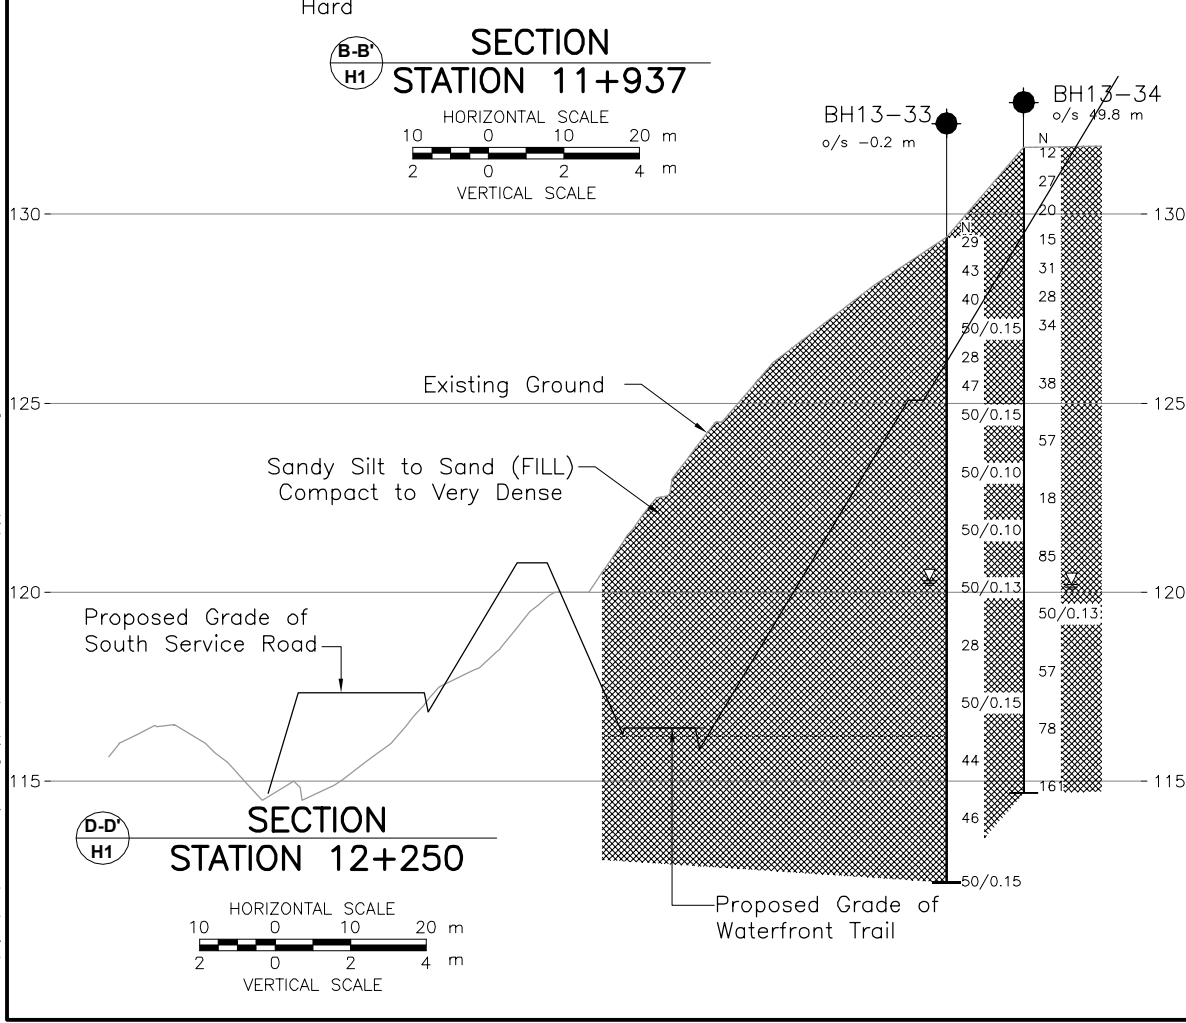 Hard
B-B'
H1
SECTION
STATION 11+937
HORIZONTAL SCALE
10 0 10 20 m
2 0 2 4 m
VERTICAL SCALE
BH13-33
o/s -0.2 m
BH13-34
o/s 49.8 m
N
12
27
20
15
31
28
34
38
57
18
85
50/0.13
57
78
161
N
29
43
40
50/0.15
28
47
50/0.15
50/0.10
50/0.10
50/0.13
28
50/0.15
44
46
50/0.15
130 130
125 125
120 120
115 115
Existing Ground
Sandy Silt to Sand (FILL)
Compact to Very Dense
Proposed Grade of
South Service Road
D-D'
H1
SECTION
STATION 12+250
HORIZONTAL SCALE
10 0 10 20 m
2 0 2 4 m
VERTICAL SCALE
Proposed Grade of
Waterfront Trail